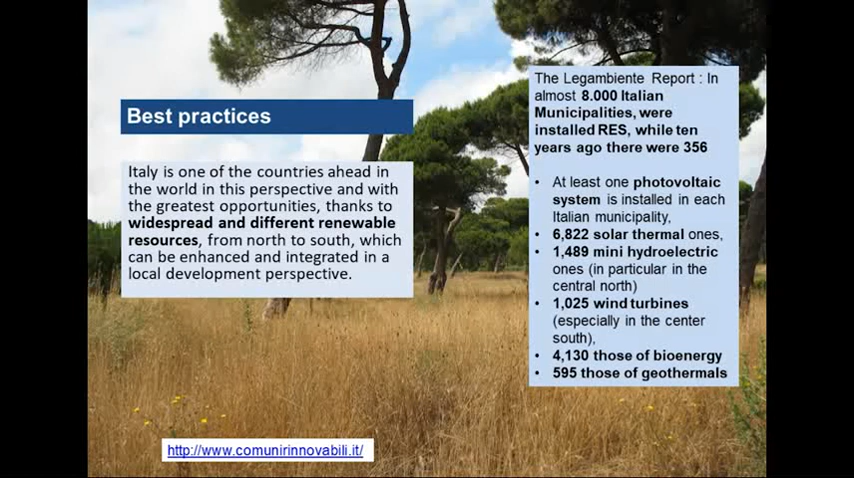 Best practices
Italy is one of the countries ahead in
the world in this perspective and with
the greatest opportunities, thanks to
widespread and different renewable
resources, from north to south, which
can be enhanced and integrated in a
local development perspective.
http://www.comunirinnovabili.it/
The Legambiente Report : In
almost 8.000 Italian
Municipalities, were
installed RES, while ten
years ago there were 356
• At least one photovoltaic
system is installed in each
Italian municipality,
• 6,822 solar thermal ones,
• 1,489 mini hydroelectric
ones (in particular in the
central north)
• 1,025 wind turbines
(especially in the center
south),
• 4,130 those of bioenergy
• 595 those of geothermals